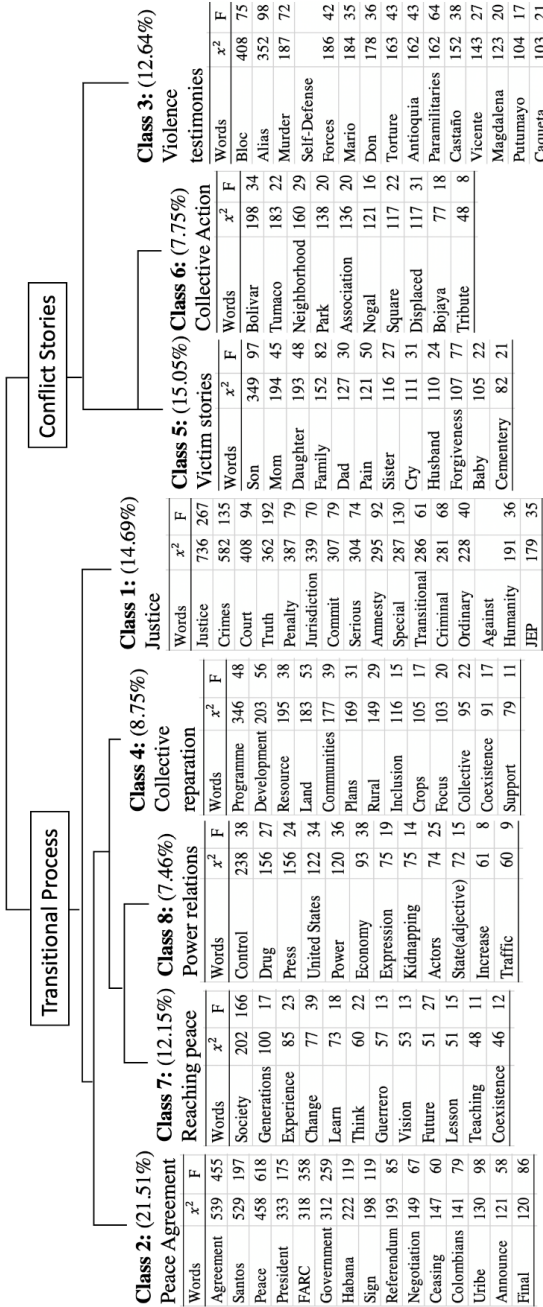 Transitional Process
Conflict Stories
Class 2: (21.51%)
Peace Agreement
Words x² F
Agreement 539 455
Santos 529 197
Peace 458 618
President 333 175
FARC 318 358
Government 312 259
Habana 222 119
Sign 198 119
Referendum 193 85
Negotiation 149 67
Ceasing 147 60
Colombians 141 79
Uribe 130 98
Announce 121 58
Final 120 86
Class 7: (12.15%)
Reaching peace
Words x² F
Society 202 166
Generations 100 17
Experience 85 23
Change 77 39
Learn 73 18
Think 60 22
Guerrero 57 13
Vision 53 13
Future 51 27
Lesson 51 15
Teaching 48 11
Coexistence 46 12
Class 8: (7.46%)
Power relations
Words x² F
Control 238 38
Drug 156 27
Press 156 24
United States 122 34
Power 120 36
Economy 93 38
Expression 75 19
Kidnapping 75 14
Actors 74 25
State(adjective) 72 15
Increase 61 8
Traffic 60 9
Class 4: (8.75%)
Collective
reparation
Words x² F
Programme 346 48
Development 203 56
Resource 195 38
Land 183 53
Communities 177 39
Plans 169 31
Rural 149 29
Inclusion 116 15
Crops 105 17
Focus 103 20
Collective 95 22
Coexistence 91 17
Support 79 11
Class 1: (14.69%)
Justice
Words x² F
Justice 736 267
Crimes 582 135
Court 408 94
Truth 362 192
Penalty 387 79
Jurisdiction 339 70
Commit 307 79
Serious 304 74
Amnesty 295 92
Special 287 130
Transitional 286 61
Criminal 281 68
Ordinary 228 40
Against
Humanity 191 36
JEP 179 35
Class 5: (15.05%)
Victim stories
Words x² F
Son 349 97
Mom 194 45
Daughter 193 48
Family 152 82
Dad 127 30
Pain 121 50
Sister 116 27
Cry 111 31
Husband 110 24
Forgiveness 107 77
Baby 105 22
Cementery 82 21
Class 6: (7.75%)
Collective Action
Words x² F
Bolivar 198 34
Tumaco 183 22
Neighborhood 160 29
Park 138 20
Association 136 20
Nogal 121 16
Square 117 22
Displaced 117 31
Bojaya 77 18
Tribute 48 8
Class 3: (12.64%)
Violence
testimonies
Words x² F
Bloc 408 75
Alias 352 98
Murder 187 72
Self-Defense
Forces 186 42
Mario 184 35
Don 178 36
Torture 163 43
Antioquia 162 43
Paramilitaries 162 64
Castaño 152 38
Vicente 143 27
Magdalena 123 20
Putumayo 104 17
Caqueta 103 21